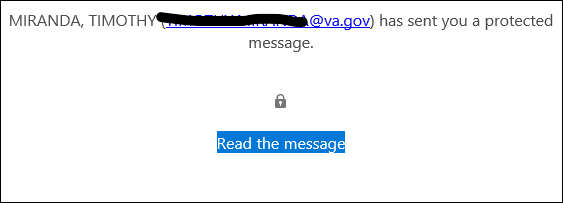 MIRANDA, TIMOTHY (@va.gov) has sent you a protected
message.
Read the message